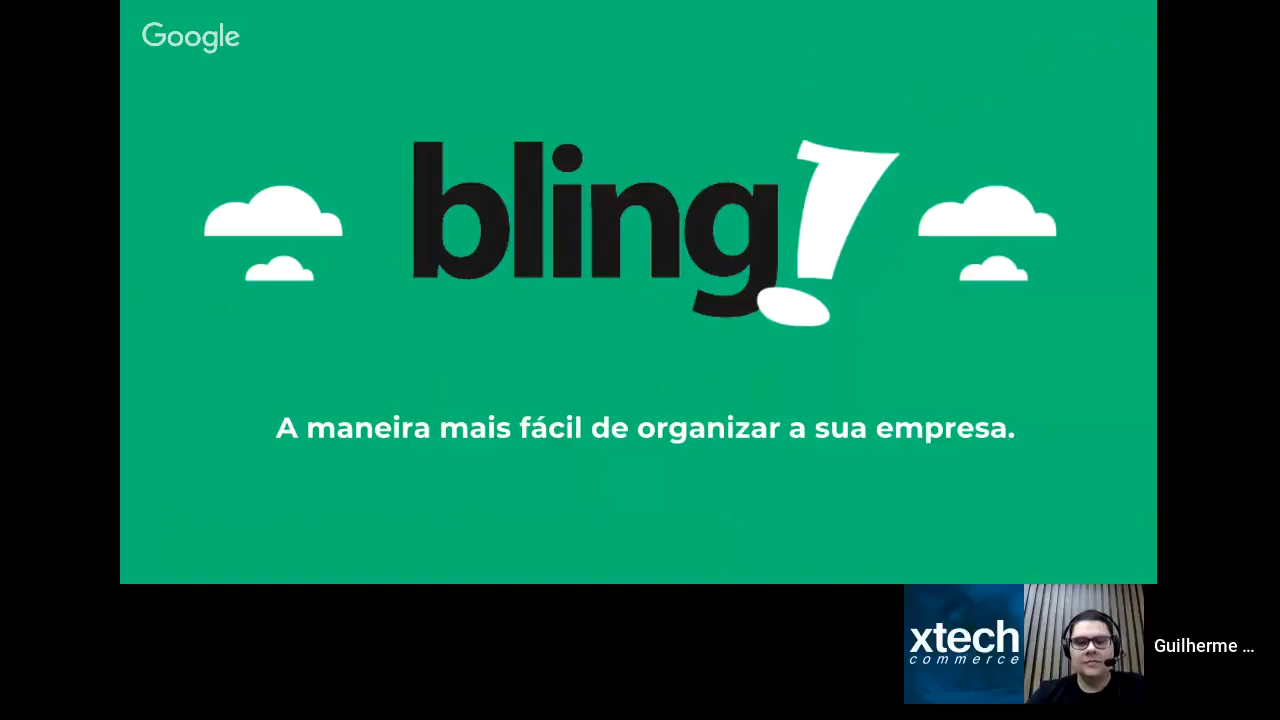 Google
bling!
A maneira mais fácil de organizar a sua empresa.
xtech
commerce
Guilherme ...